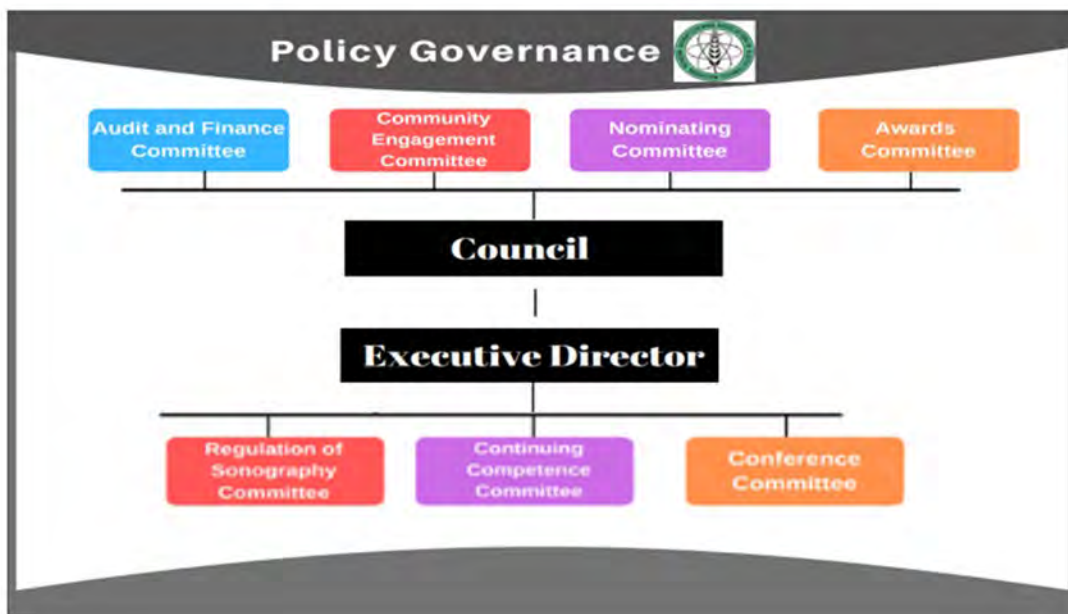 Policy Governance
Audit and Finance
Committee
Community
Engagement
Committee
Nominating
Committee
Awards
Committee
Council
Executive Director
Regulation of
Sonography
Committee
Continuing
Competence
Committee
Conference
Committee